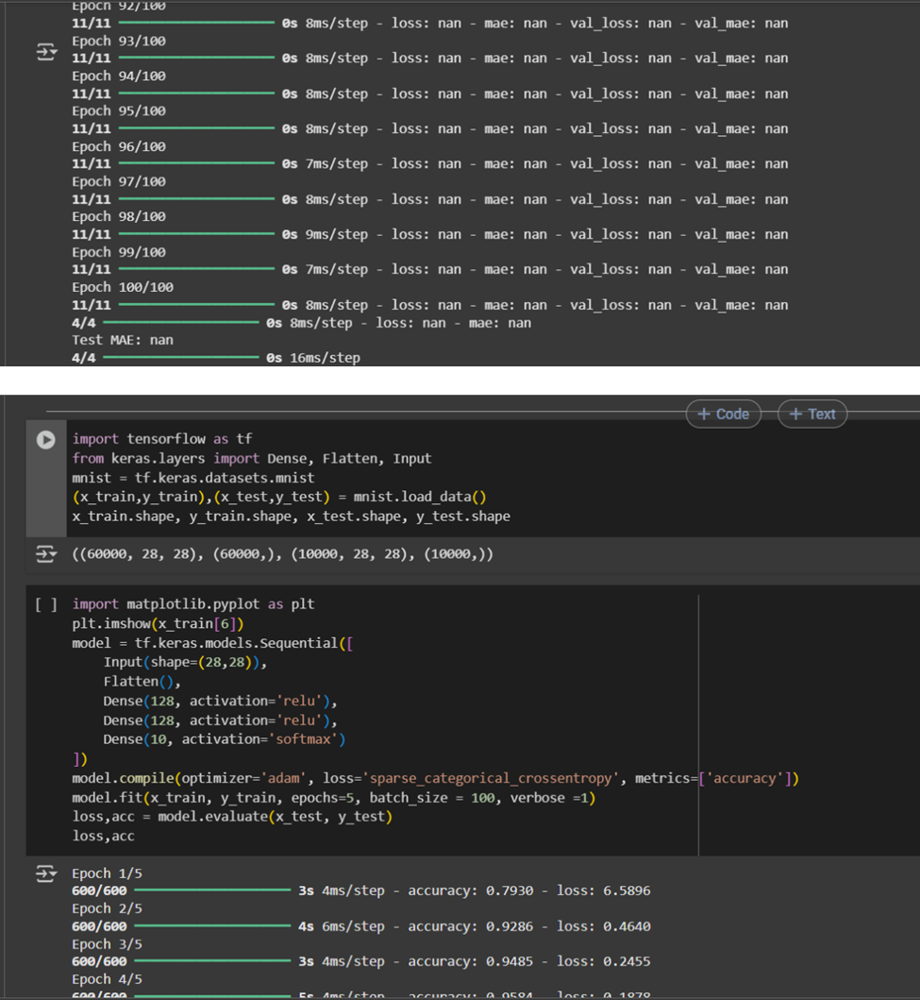 Epoch 92/100
11/11 0s 8ms/step - loss: nan - mae: nan - val_loss: nan - val_mae: nan
Epoch 93/100
11/11 0s 8ms/step - loss: nan - mae: nan - val_loss: nan - val_mae: nan
Epoch 94/100
11/11 0s 8ms/step - loss: nan - mae: nan - val_loss: nan - val_mae: nan
Epoch 95/100
11/11 0s 8ms/step - loss: nan - mae: nan - val_loss: nan - val_mae: nan
Epoch 96/100
11/11 0s 7ms/step - loss: nan - mae: nan - val_loss: nan - val_mae: nan
Epoch 97/100
11/11 0s 8ms/step - loss: nan - mae: nan - val_loss: nan - val_mae: nan
Epoch 98/100
11/11 0s 9ms/step - loss: nan - mae: nan - val_loss: nan - val_mae: nan
Epoch 99/100
11/11 0s 7ms/step - loss: nan - mae: nan - val_loss: nan - val_mae: nan
Epoch 100/100
11/11 0s 8ms/step - loss: nan - mae: nan - val_loss: nan - val_mae: nan
4/4 0s 8ms/step - loss: nan - mae: nan
Test MAE: nan
4/4 0s 16ms/step
+ Code + Text
import tensorflow as tf
from keras.layers import Dense, Flatten, Input
mnist = tf.keras.datasets.mnist
(x_train,y_train),(x_test,y_test) = mnist.load_data()
x_train.shape, y_train.shape, x_test.shape, y_test.shape
((60000, 28, 28), (60000,), (10000, 28, 28), (10000,))
[ ] import matplotlib.pyplot as plt
plt.imshow(x_train[6])
model = tf.keras.models.Sequential([
    Input(shape=(28,28)),
    Flatten(),
    Dense(128, activation='relu'),
    Dense(128, activation='relu'),
    Dense(10, activation='softmax')
])
model.compile(optimizer='adam', loss='sparse_categorical_crossentropy', metrics=['accuracy'])
model.fit(x_train, y_train, epochs=5, batch_size = 100, verbose =1)
loss,acc = model.evaluate(x_test, y_test)
loss,acc
Epoch 1/5
600/600 3s 4ms/step - accuracy: 0.7930 - loss: 6.5896
Epoch 2/5
600/600 4s 6ms/step - accuracy: 0.9286 - loss: 0.4640
Epoch 3/5
600/600 3s 4ms/step - accuracy: 0.9485 - loss: 0.2455
Epoch 4/5
600/600 5s 4ms/step - accuracy: 0.9584 - loss: 0.1878